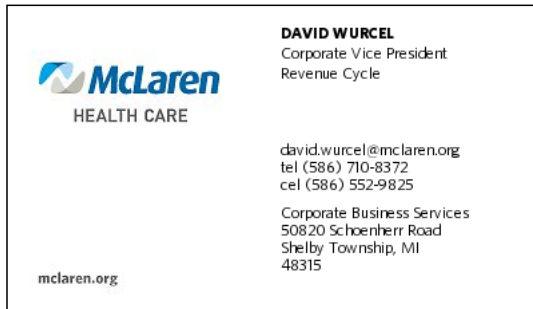 McLaren
HEALTH CARE
mclaren.org
DAVID WURCEL
Corporate Vice President
Revenue Cycle
david.wurcel@mclaren.org
tel (586) 710-8372
cel (586) 552-9825
Corporate Business Services
50820 Schoenherr Road
Shelby Township, MI
48315